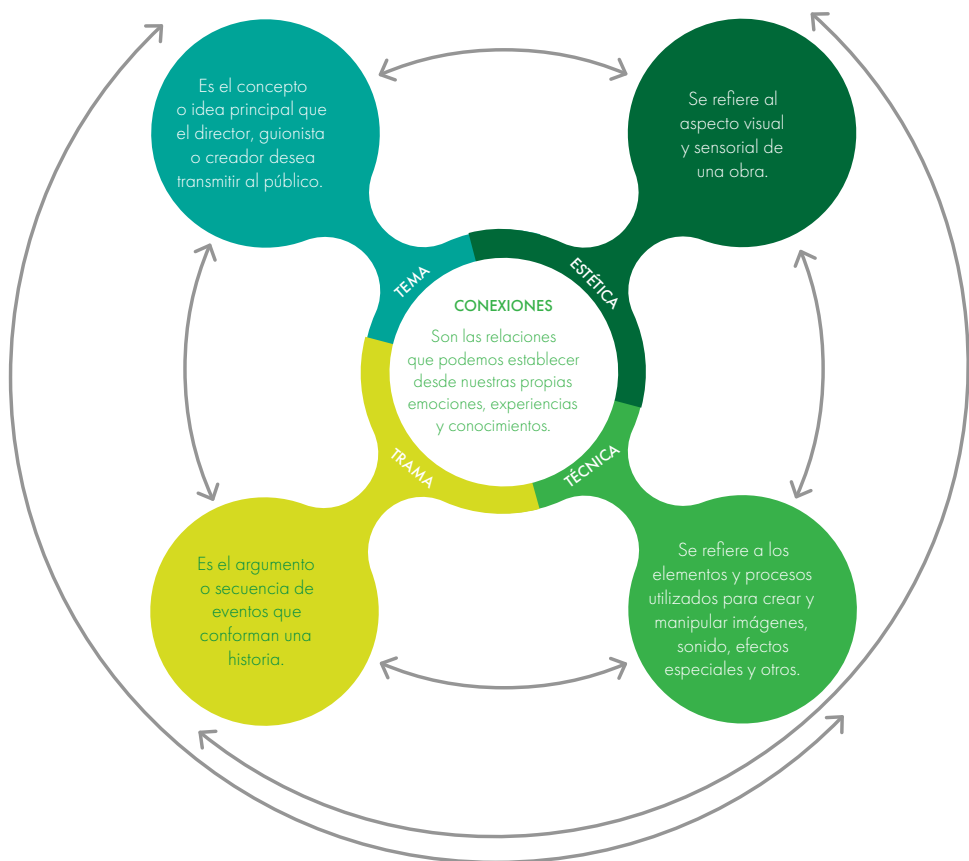 Es el concepto
o idea principal que
el director, guionista
o creador desea
transmitir al público.
Se refiere al
aspecto visual
y sensorial de
una obra.
TEMA
ESTÉTICA
CONEXIONES
Son las relaciones
que podemos establecer
desde nuestras propias
emociones, experiencias
y conocimientos.
TRAMA
TÉCNICA
Es el argumento
o secuencia de
eventos que
conforman una
historia.
Se refiere a los
elementos y procesos
utilizados para crear y
manipular imágenes,
sonido, efectos
especiales y otros.